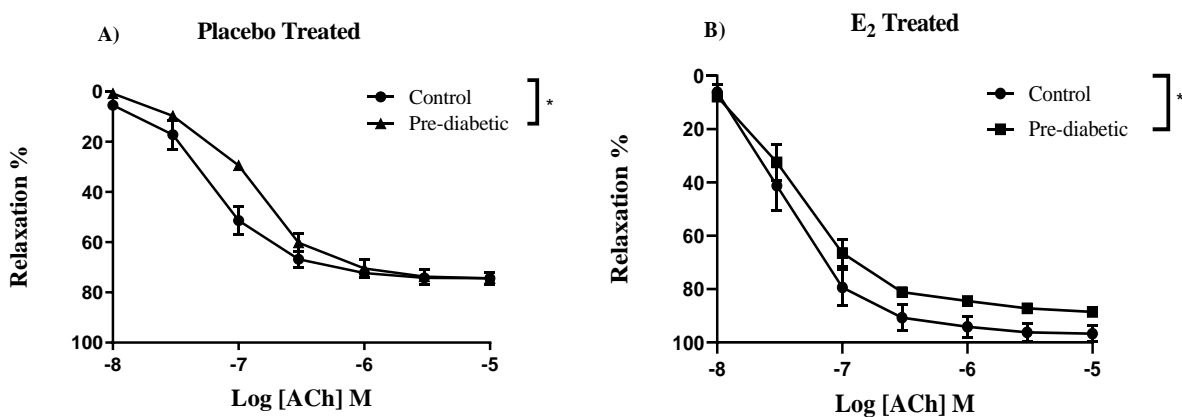 A)
Placebo Treated
0
20
40
60
80
100
-8
-7
-6
-5
Relaxation %
Log [ACh] M
Control
Pre-diabetic
*
B)
E₂ Treated
0
20
40
60
80
100
-8
-7
-6
-5
Relaxation %
Log [ACh] M
Control
Pre-diabetic
*